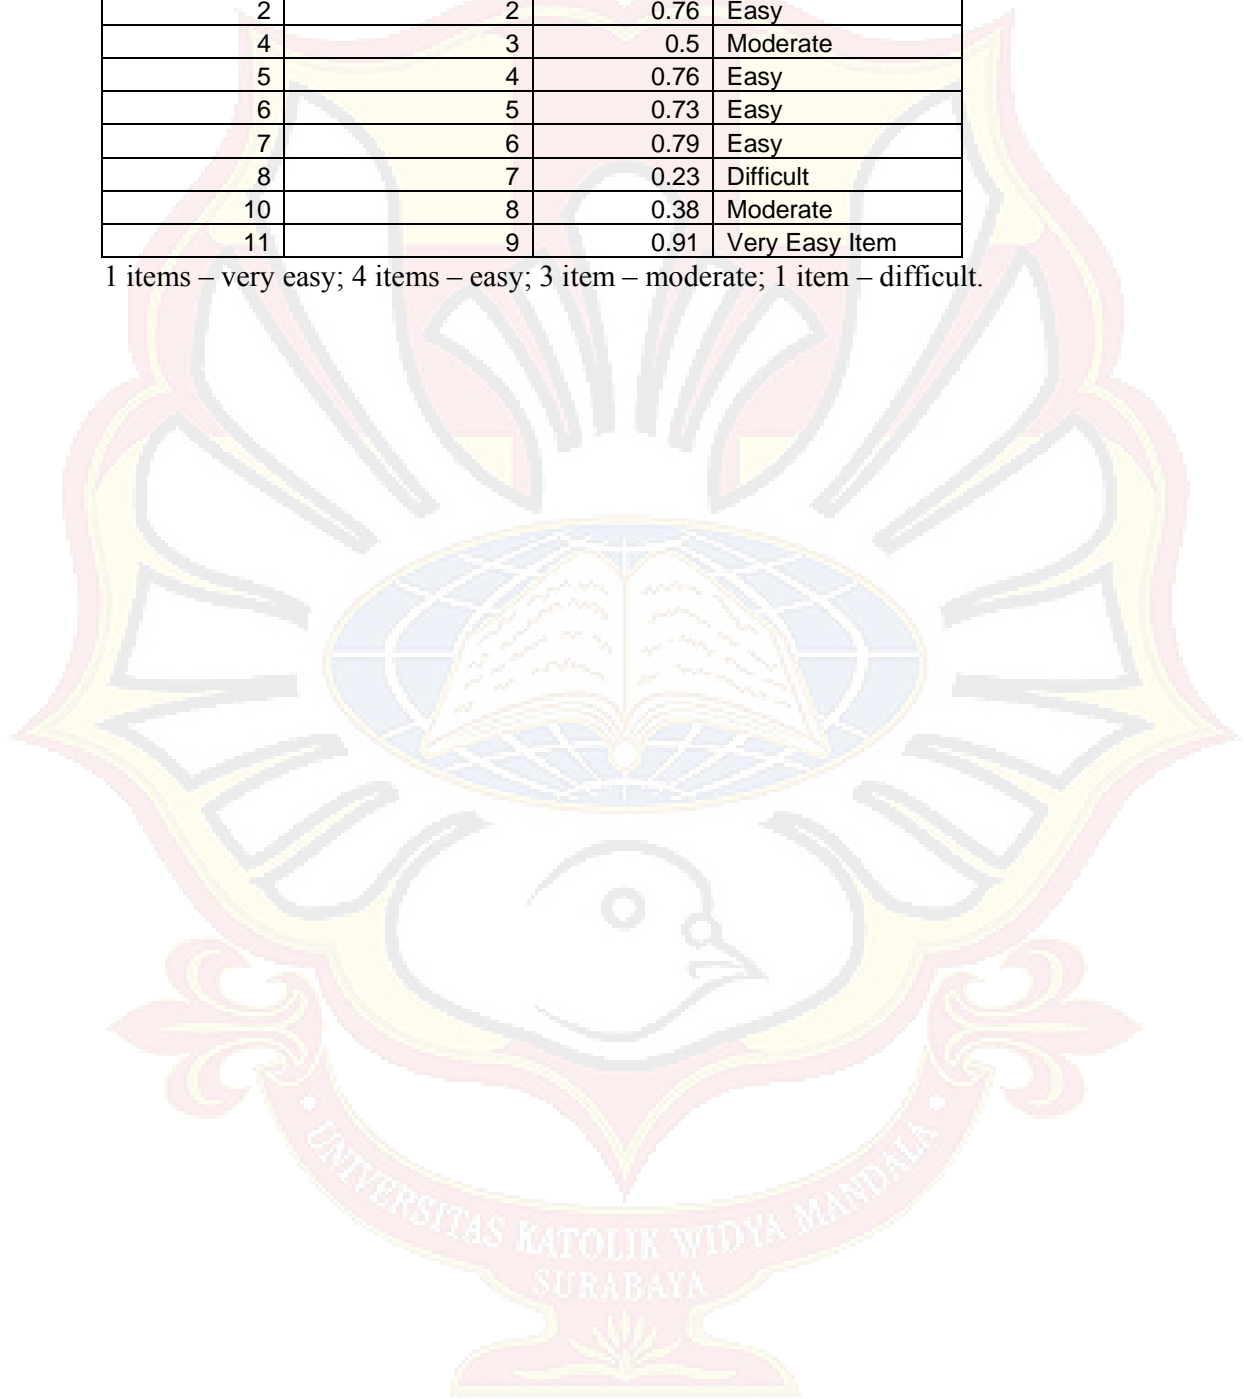 2 2 0.76 Easy
4 3 0.5 Moderate
5 4 0.76 Easy
6 5 0.73 Easy
7 6 0.79 Easy
8 7 0.23 Difficult
10 8 0.38 Moderate
11 9 0.91 Very Easy Item
1 items – very easy; 4 items – easy; 3 item – moderate; 1 item – difficult.
UNIVERSITAS KATOLIK WIDYA MANDALA
SURABAYA